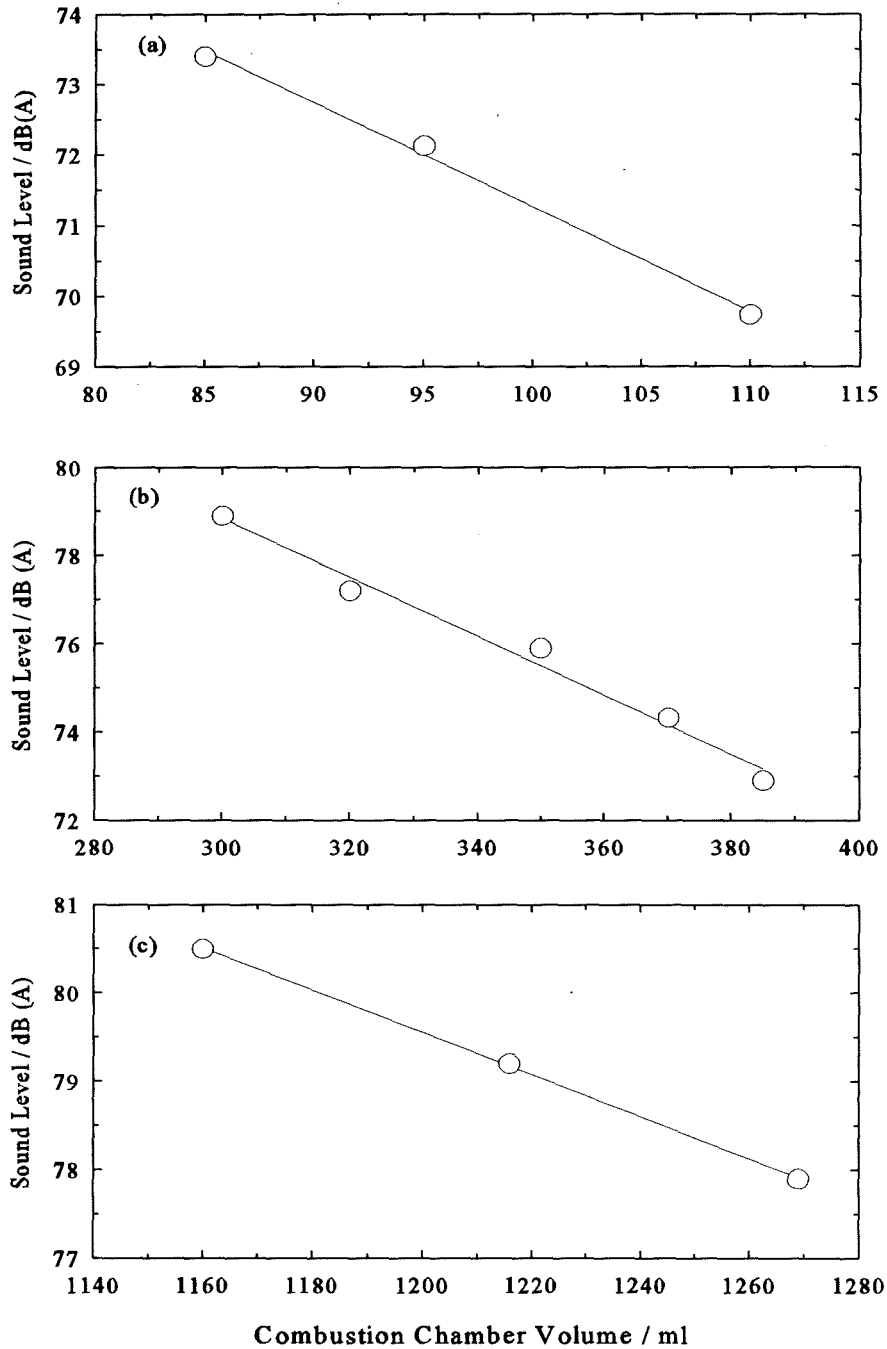 74
73
72
71
70
69
Sound Level / dB(A)
(a)
80 85 90 95 100 105 110 115
80
78
76
74
72
Sound Level / dB (A)
(b)
280 300 320 340 360 380 400
81
80
79
78
77
Sound Level / dB (A)
(c)
1140 1160 1180 1200 1220 1240 1260 1280
Combustion Chamber Volume / ml